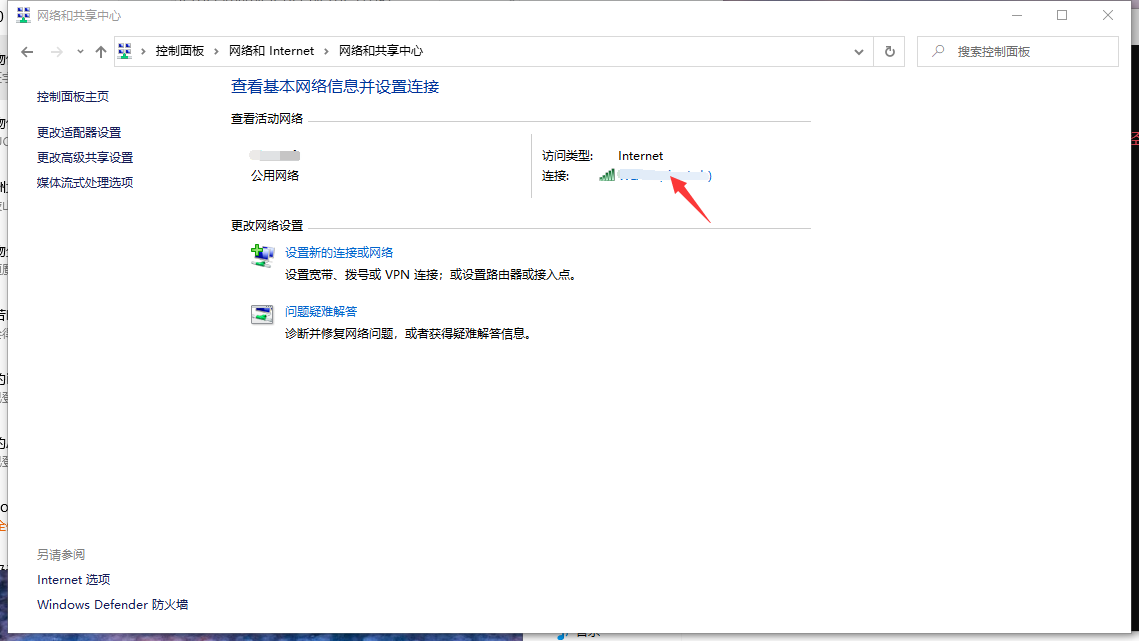 网络和共享中心
控制面板 › 网络和 Internet › 网络和共享中心
搜索控制面板
控制面板主页
更改适配器设置
更改高级共享设置
媒体流式处理选项
查看基本网络信息并设置连接
查看活动网络
公用网络
访问类型: Internet
连接:
更改网络设置
设置新的连接或网络
设置宽带、拨号或 VPN 连接；或设置路由器或接入点。
问题疑难解答
诊断并修复网络问题，或者获得疑难解答信息。
另请参阅
Internet 选项
Windows Defender 防火墙